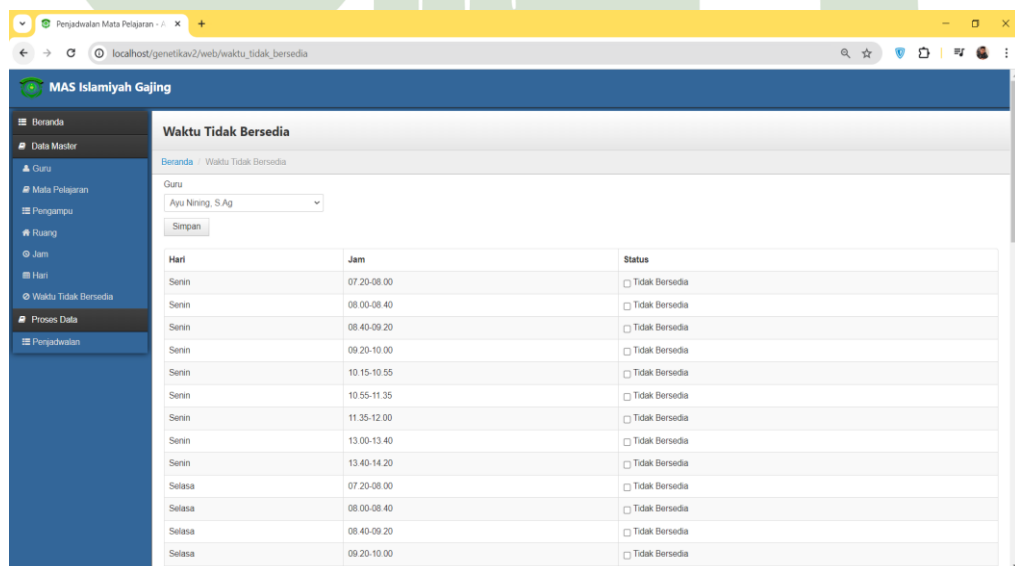 Penjadwalan Mata Pelajaran - A
localhost/genetikav2/web/waktu_tidak_bersedia
MAS Islamiyah Gajing
Beranda
Data Master
Guru
Mata Pelajaran
Pengampu
Ruang
Jam
Hari
Waktu Tidak Bersedia
Proses Data
Penjadwalan
Waktu Tidak Bersedia
Beranda / Waktu Tidak Bersedia
Guru
Ayu Nining, S.Ag
Simpan
Hari Jam Status
Senin 07.20-08.00 Tidak Bersedia
Senin 08.00-08.40 Tidak Bersedia
Senin 08.40-09.20 Tidak Bersedia
Senin 09.20-10.00 Tidak Bersedia
Senin 10.15-10.55 Tidak Bersedia
Senin 10.55-11.35 Tidak Bersedia
Senin 11.35-12.00 Tidak Bersedia
Senin 13.00-13.40 Tidak Bersedia
Senin 13.40-14.20 Tidak Bersedia
Selasa 07.20-08.00 Tidak Bersedia
Selasa 08.00-08.40 Tidak Bersedia
Selasa 08.40-09.20 Tidak Bersedia
Selasa 09.20-10.00 Tidak Bersedia